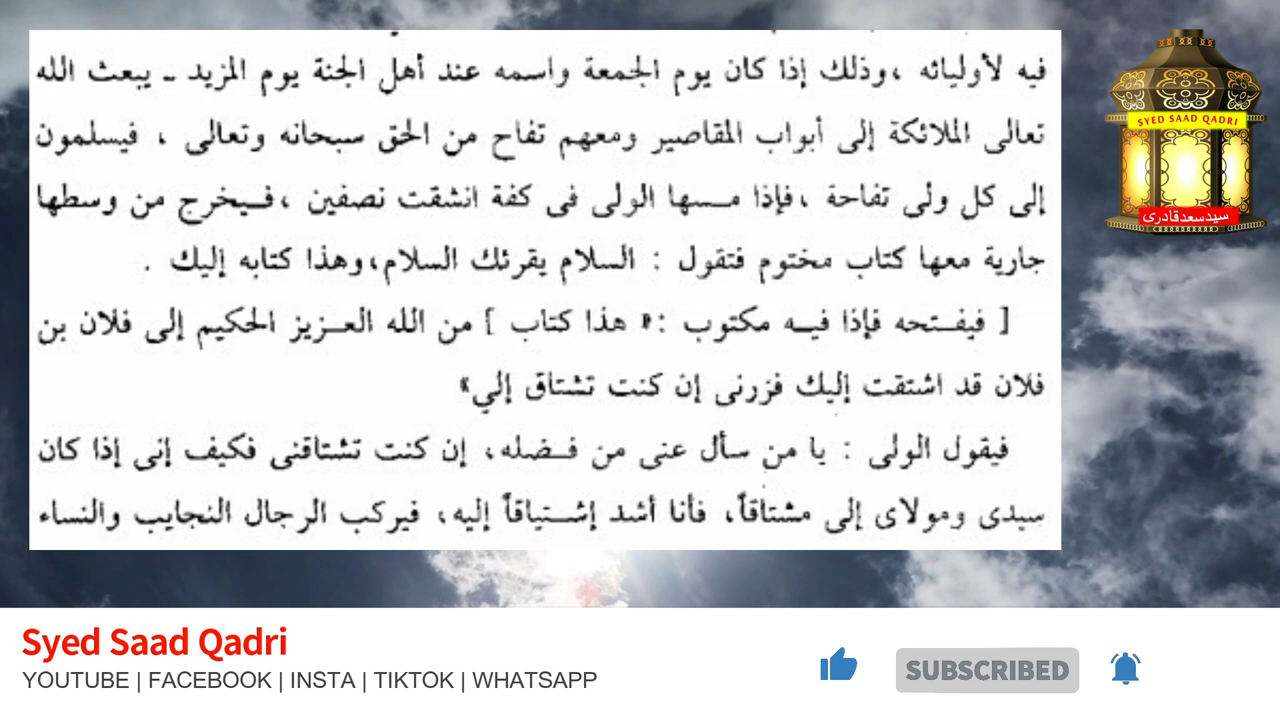 فيه لأوليائه ، وذلك إذا كان يوم الجمعة واسمه عند أهل الجنة يوم المزيد ـ يبعث الله
تعالى الملائكة إلى أبواب المقاصير ومعهم تفاح من الحق سبحانه وتعالى ، فيسلمون
إلى كل ولى تفاحة ، فإذا مسها الولى فى كفة انشقت نصفين ، فيخرج من وسطها
جارية معها كتاب مختوم فتقول : السلام يقرئك السلام، وهذا كتابه إليك .
[ فيفتحه فإذا فيه مكتوب : « هذا كتاب ] من الله العزيز الحكيم إلى فلان بن
فلان قد اشتقت إليك فزرنى إن كنت تشتاق إلي»
فيقول الولى : يا من سأل عنى من فضله، إن كنت تشتاقنى فكيف إنى إذا كان
سيدى ومولاى إلى مشتاقاً، فأنا أشد إشتياقاً إليه، فيركب الرجال النجايب والنساء
SYED SAAD QADRI
سیدسعدقادری
Syed Saad Qadri
YOUTUBE | FACEBOOK | INSTA | TIKTOK | WHATSAPP
SUBSCRIBED